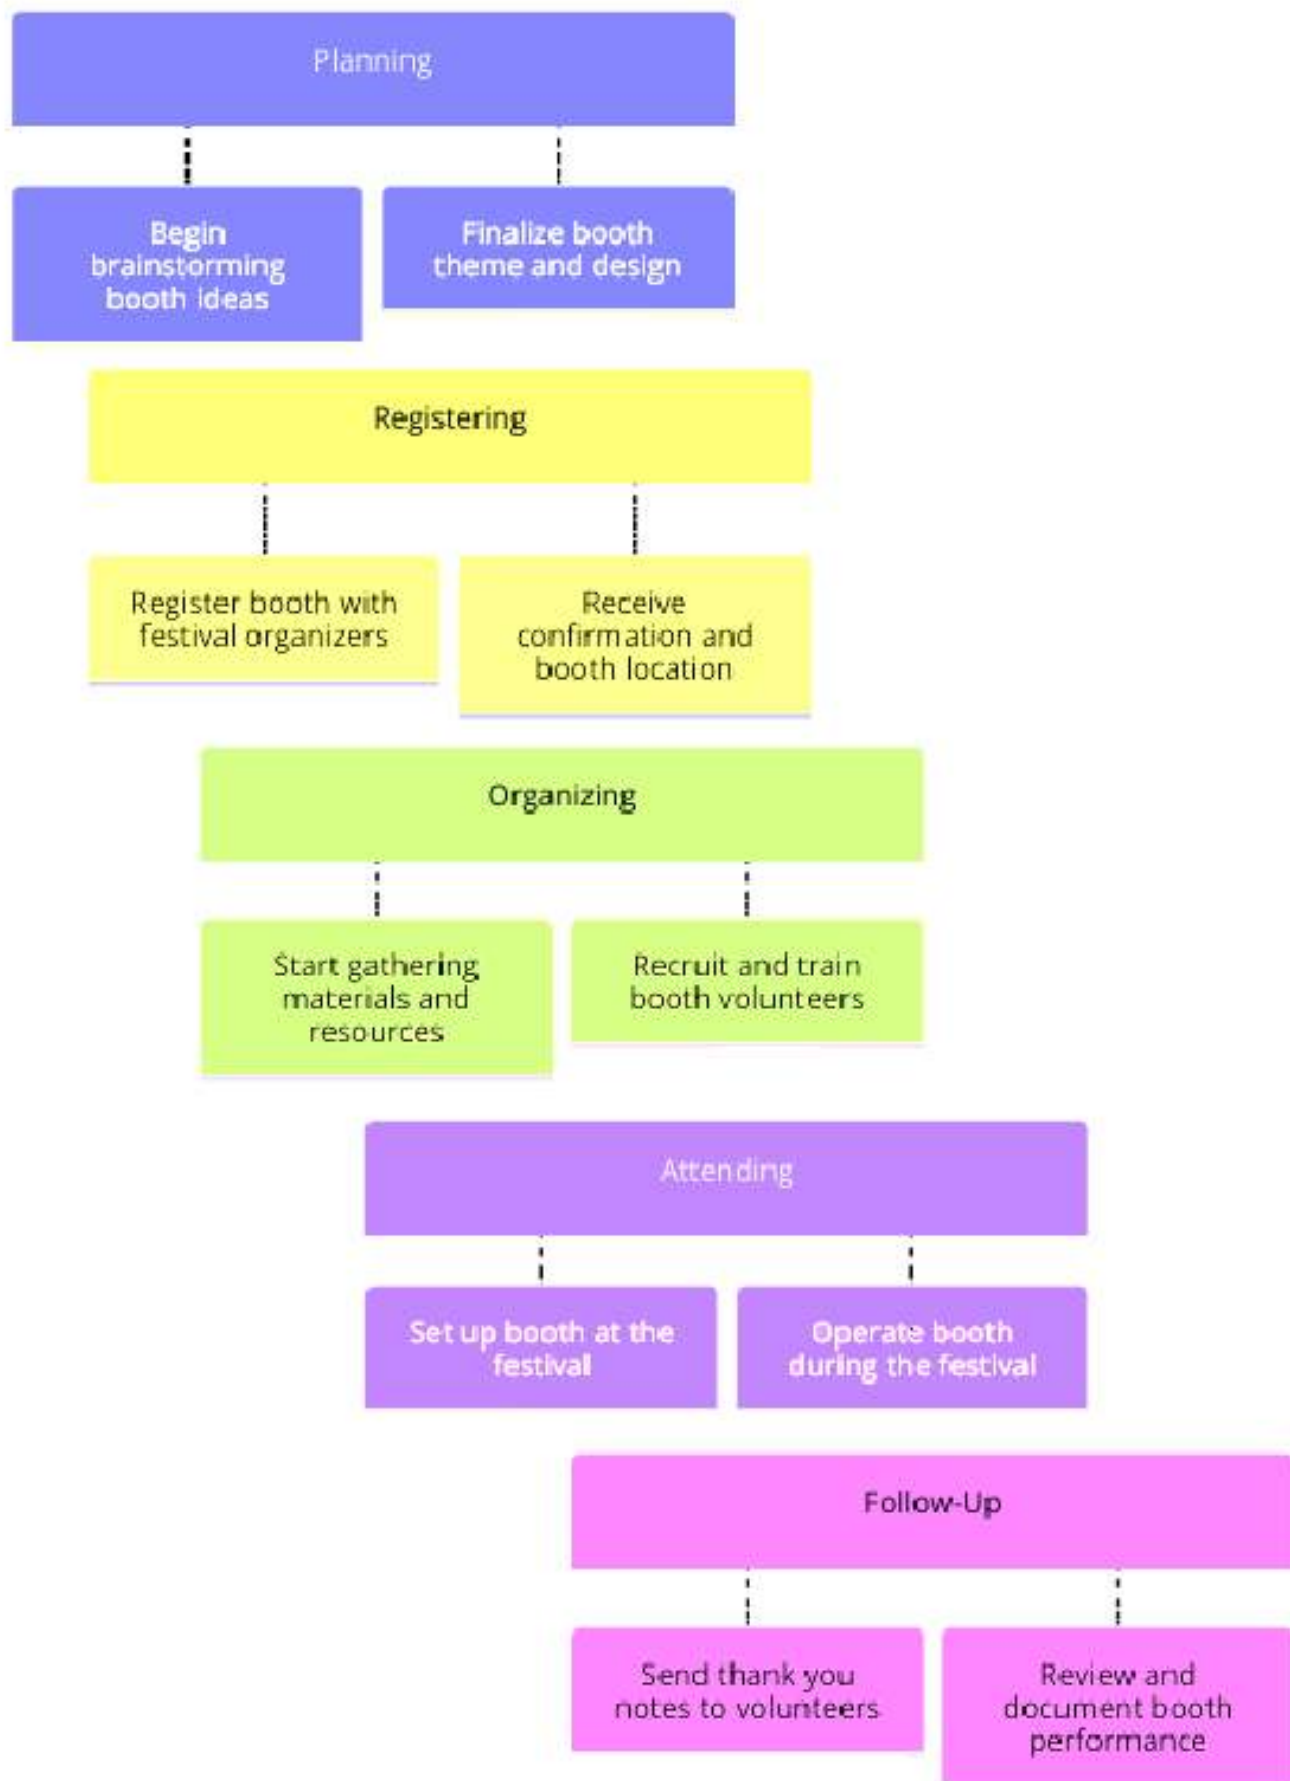 Planning
Begin
brainstorming
booth ideas
Finalize booth
theme and design
Registering
Register booth with
festival organizers
Receive
confirmation and
booth location
Organizing
Start gathering
materials and
resources
Recruit and train
booth volunteers
Attending
Set up booth at the
festival
Operate booth
during the festival
Follow-Up
Send thank you
notes to volunteers
Review and
document booth
performance